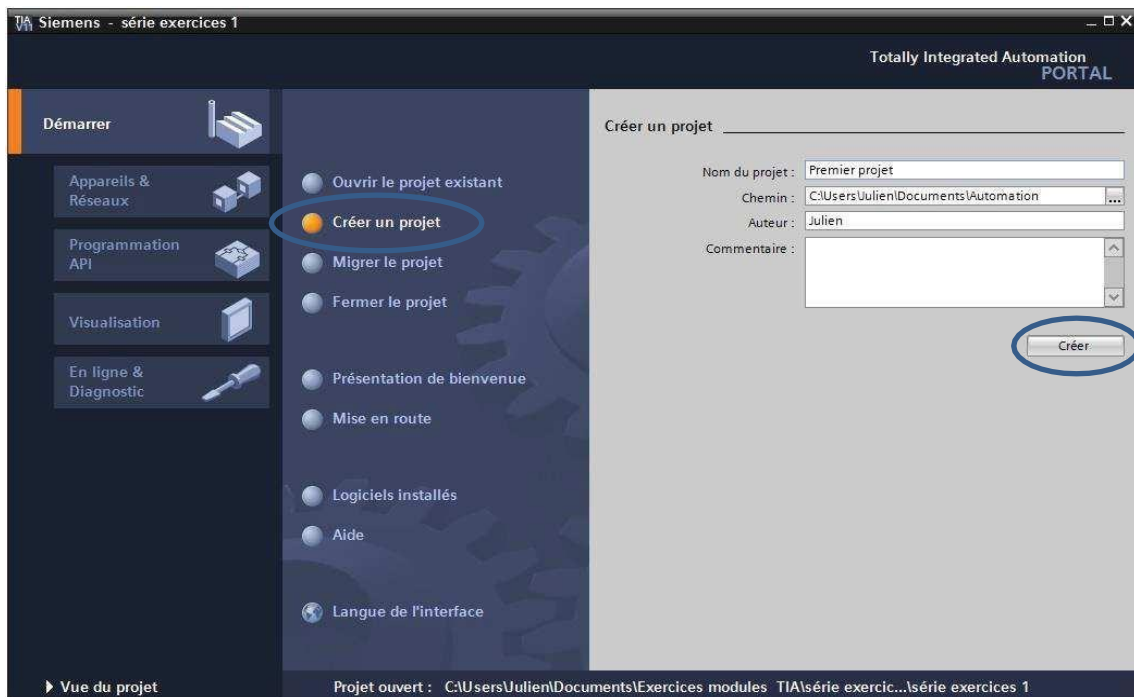 Siemens - série exercices 1
Totally Integrated Automation
PORTAL
Démarrer
Appareils &
Réseaux
Programmation
API
Visualisation
En ligne &
Diagnostic
Vue du projet
Ouvrir le projet existant
Créer un projet
Migrer le projet
Fermer le projet
Présentation de bienvenue
Mise en route
Logiciels installés
Aide
Langue de l'interface
Créer un projet
Nom du projet : Premier projet
Chemin : C:\Users\Julien\Documents\Automation ...
Auteur : Julien
Commentaire :
Créer
Projet ouvert : C:\Users\Julien\Documents\Exercices modules TIA\série exercic...\série exercices 1